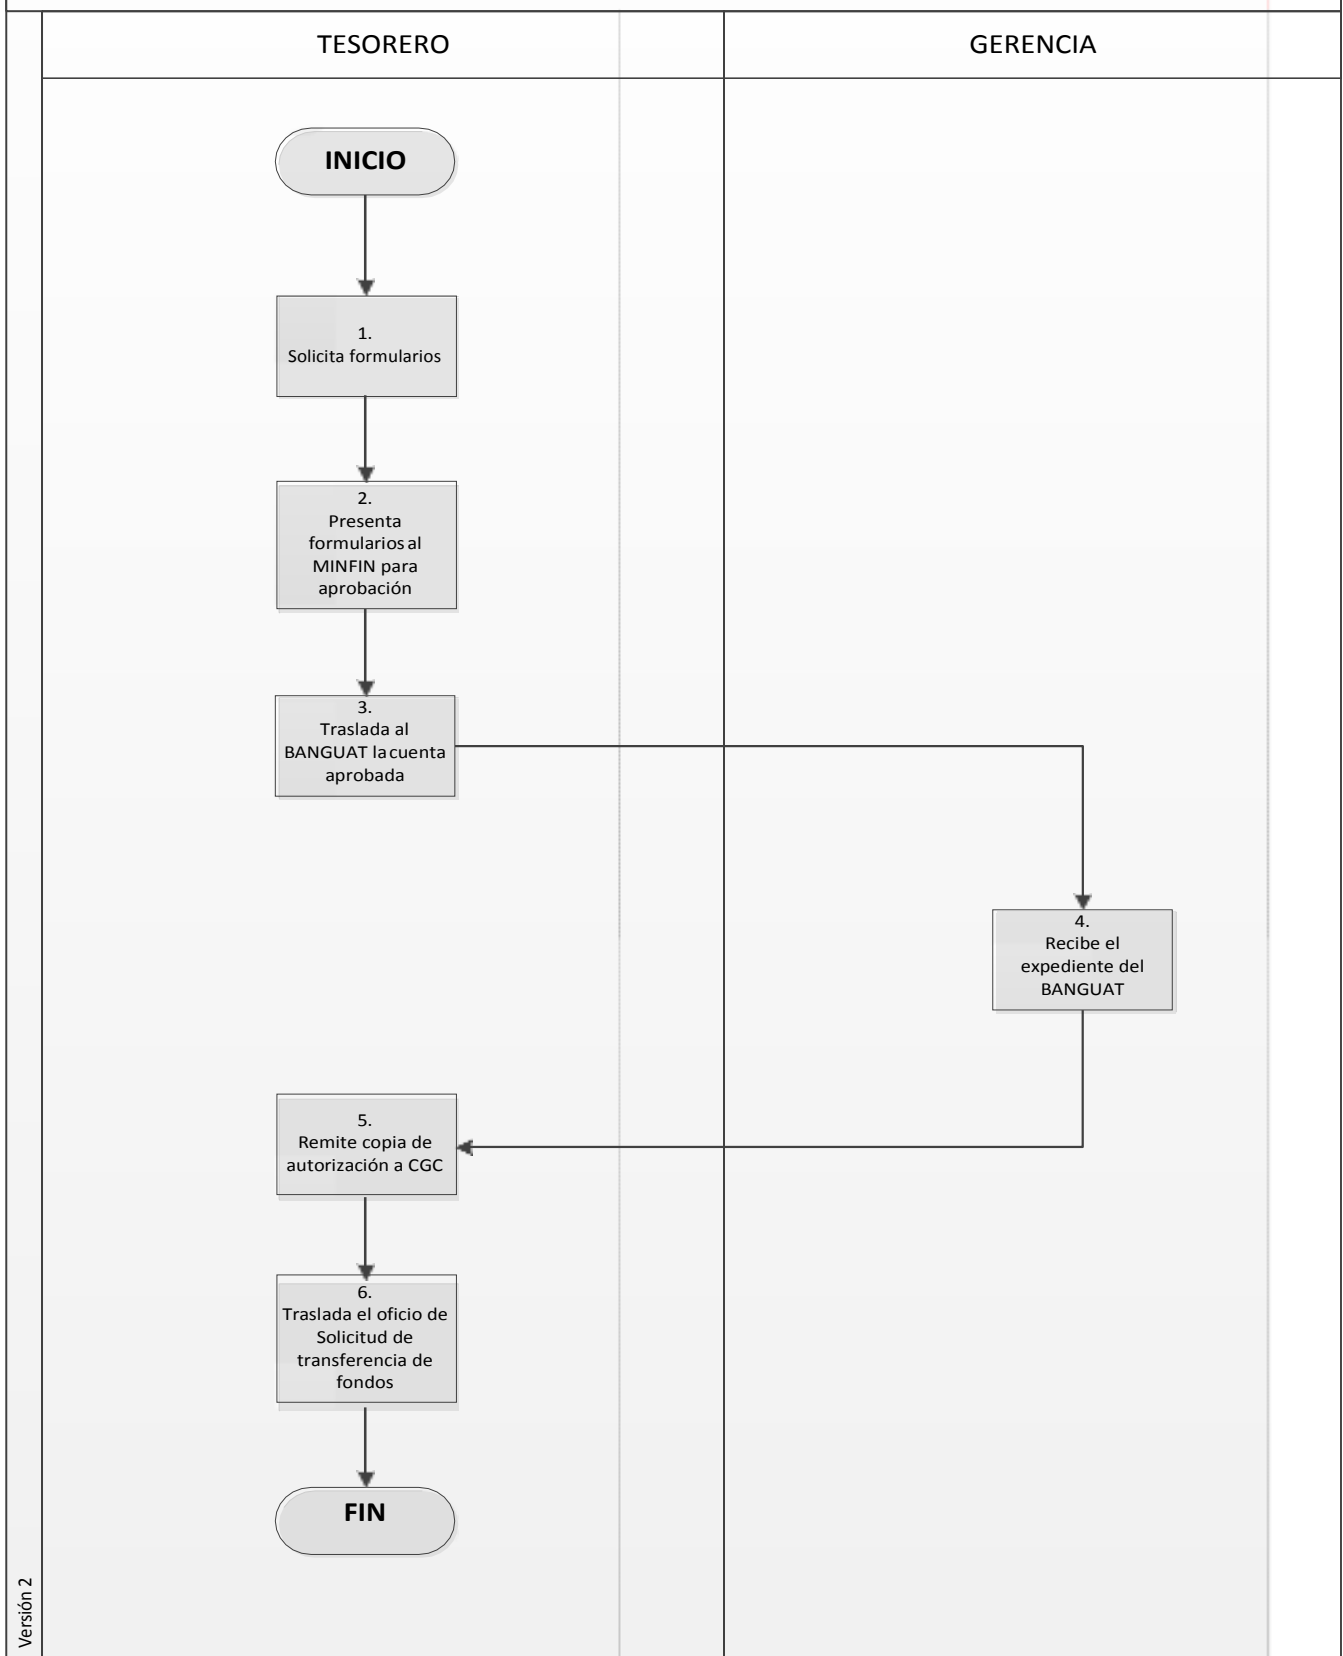 TESORERO
GERENCIA
INICIO
1.
Solicita formularios
2.
Presenta
formularios al
MINFIN para
aprobación
3.
Traslada al
BANGUAT la cuenta
aprobada
4.
Recibe el
expediente del
BANGUAT
5.
Remite copia de
autorización a CGC
6.
Traslada el oficio de
Solicitud de
transferencia de
fondos
FIN
Versión 2